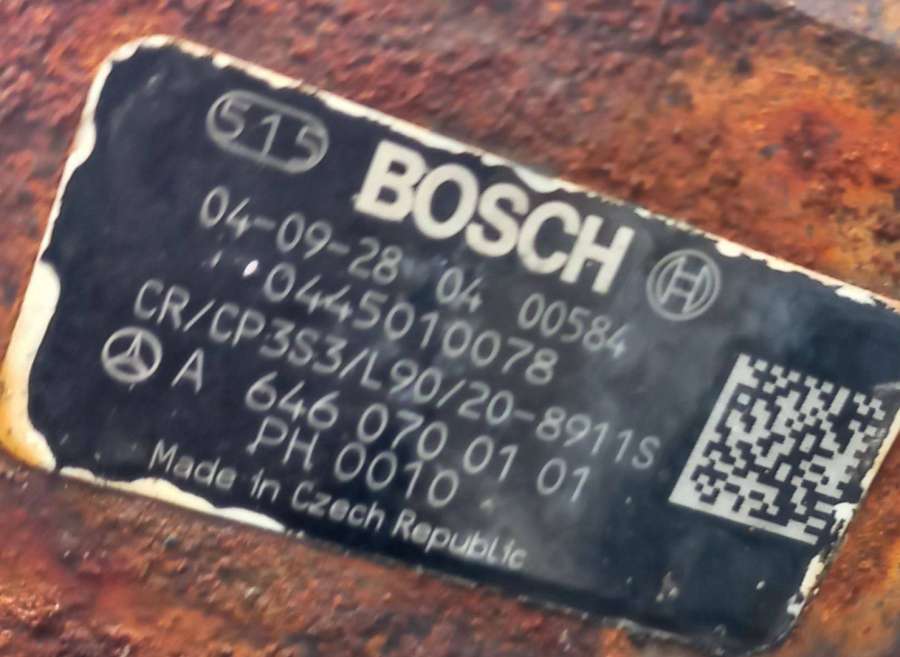 515
BOSCH
04-09-28 04 00584
0445010078
CR/CP3S3/L90/20-8911S
A 646 070 01 01
PH 0010
Made in Czech Republic